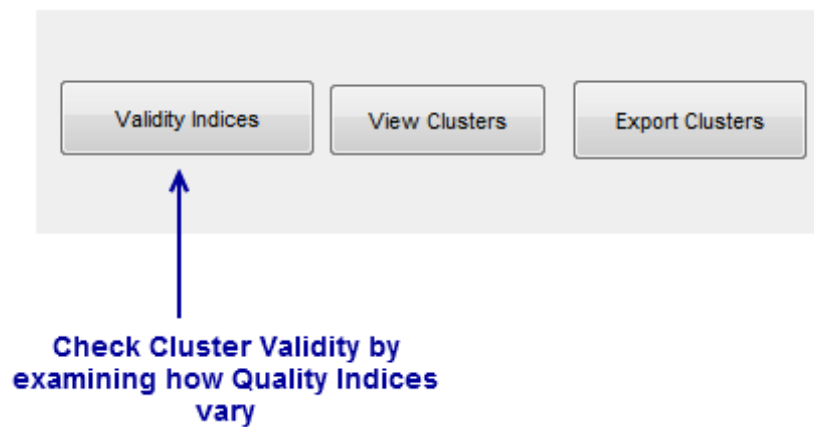 Validity Indices View Clusters Export Clusters
Check Cluster Validity by
examining how Quality Indices
vary